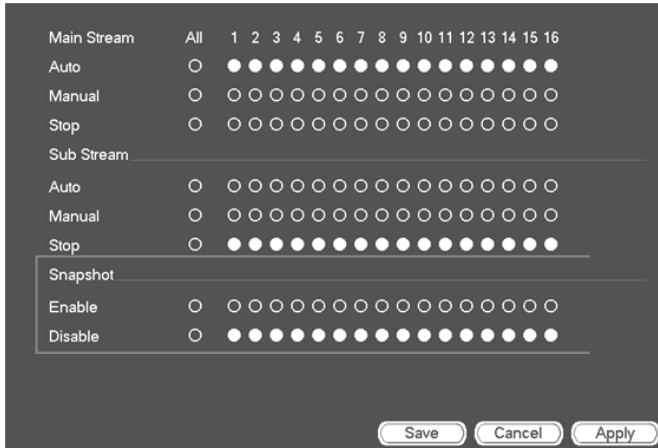 Main Stream All 1 2 3 4 5 6 7 8 9 10 11 12 13 14 15 16
Auto
Manual
Stop
Sub Stream
Auto
Manual
Stop
Snapshot
Enable
Disable
Save Cancel Apply